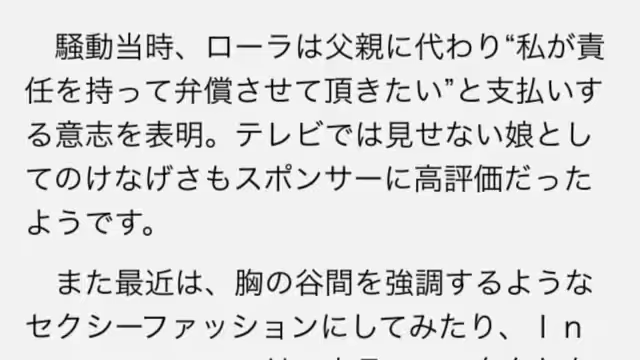 騒動当時、ローラは父親に代わり“私が責
任を持って弁償させて頂きたい”と支払いす
る意志を表明。テレビでは見せない娘とし
てのけなげさもスポンサーに高評価だった
ようです。
また最近は、胸の谷間を強調するような
セクシーファッションにしてみたり、Ｉｎ